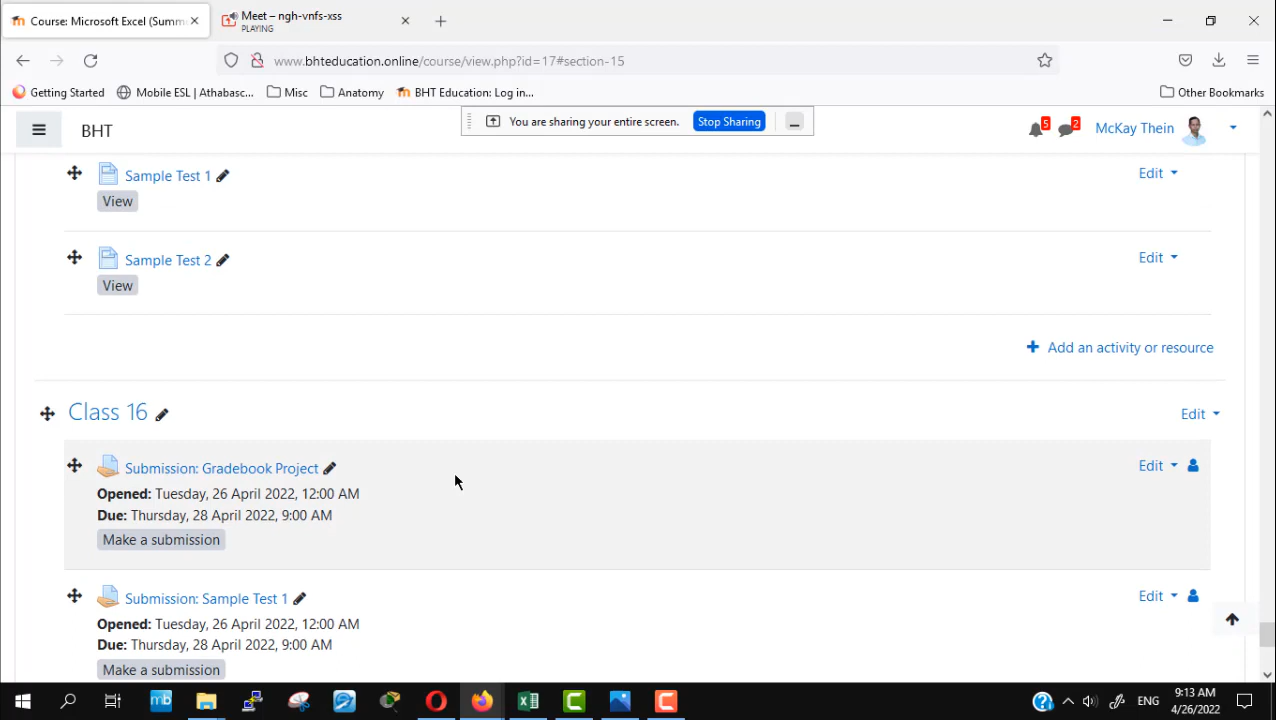 Course: Microsoft Excel (Summ
Meet – ngh-vnfs-xss
PLAYING
www.bhteducation.online/course/view.php?id=17#section-15
Getting Started
Mobile ESL | Athabasc...
Misc
Anatomy
BHT Education: Log in...
Other Bookmarks
BHT
You are sharing your entire screen.
Stop Sharing
5
2
McKay Thein
Sample Test 1
Edit
View
Sample Test 2
Edit
View
Add an activity or resource
Class 16
Edit
Submission: Gradebook Project
Edit
Opened: Tuesday, 26 April 2022, 12:00 AM
Due: Thursday, 28 April 2022, 9:00 AM
Make a submission
Submission: Sample Test 1
Edit
Opened: Tuesday, 26 April 2022, 12:00 AM
Due: Thursday, 28 April 2022, 9:00 AM
Make a submission
mb
ENG
9:13 AM
4/26/2022